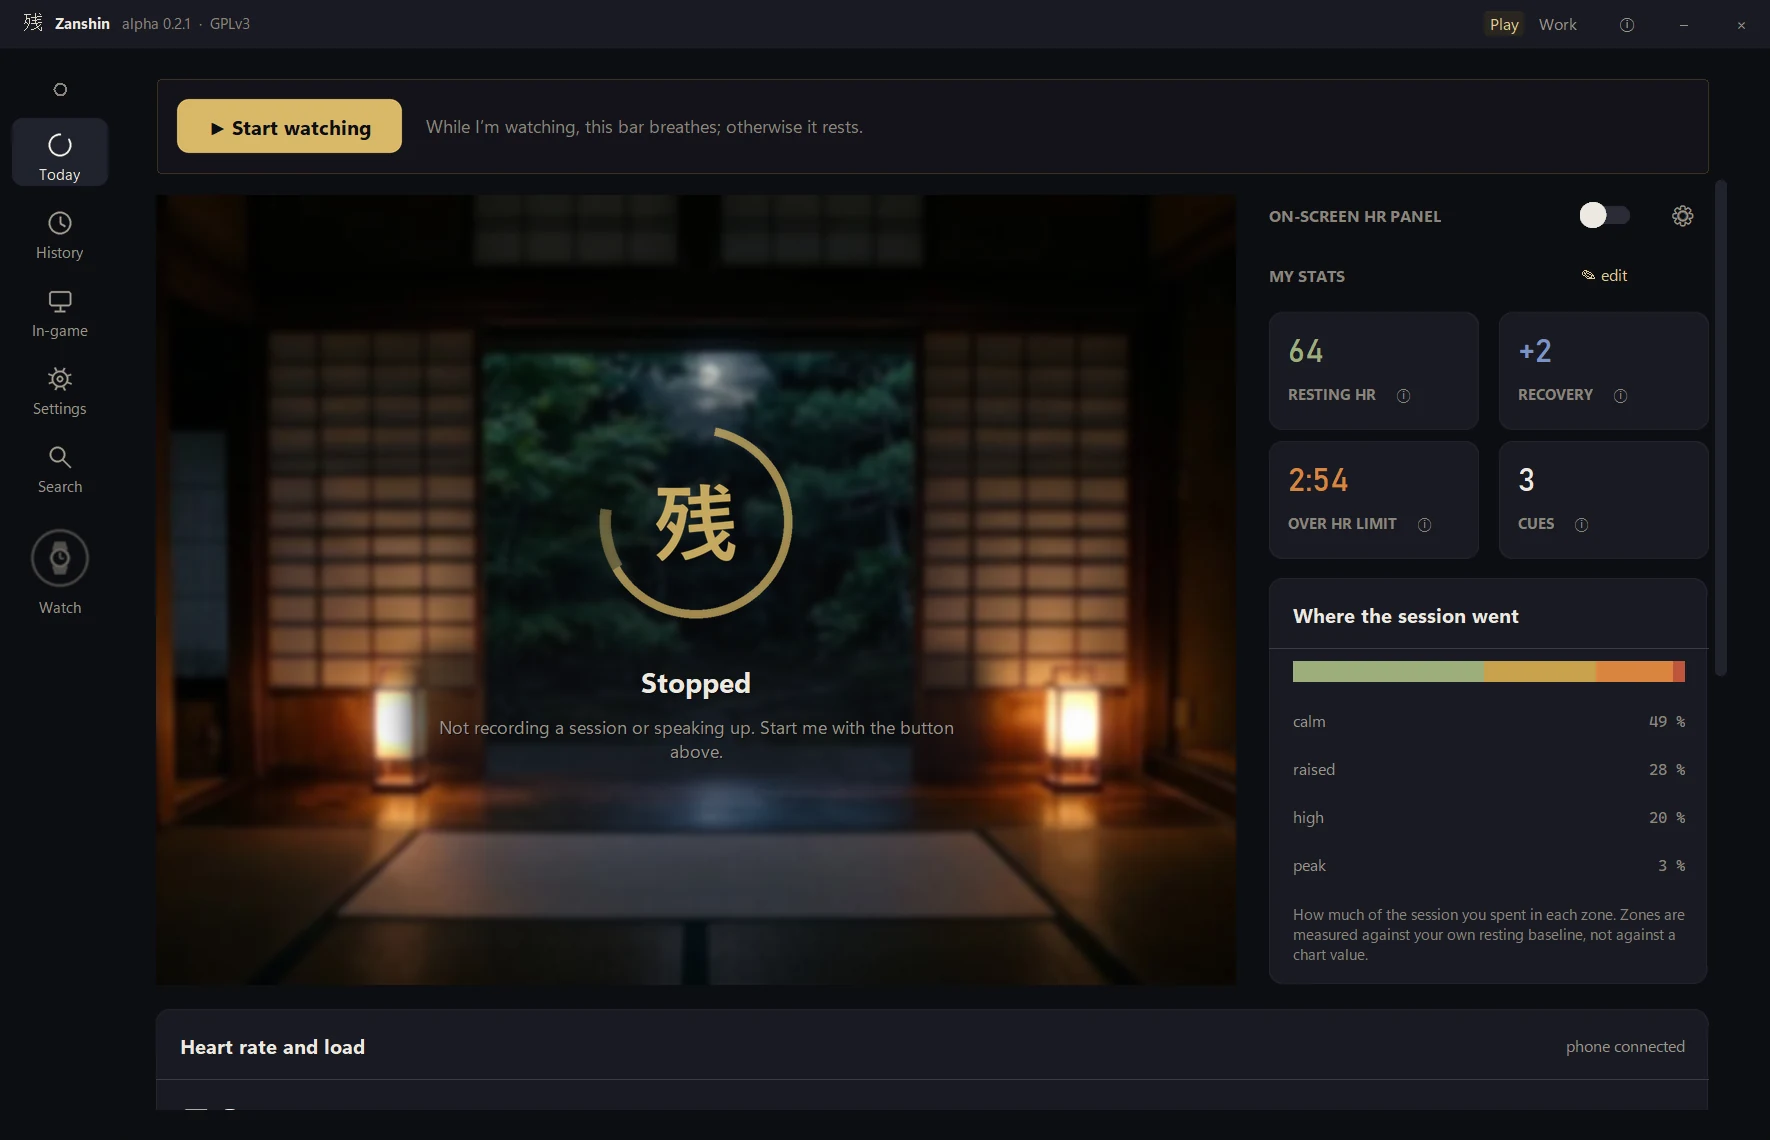 残 Zanshin alpha 0.2.1 · GPLv3
Play Work
▶ Start watching
While I'm watching, this bar breathes; otherwise it rests.
Today
History
In-game
Settings
Search
Watch
残
Stopped
Not recording a session or speaking up. Start me with the button
above.
ON-SCREEN HR PANEL
MY STATS
✎ edit
64
RESTING HR
+2
RECOVERY
2:54
OVER HR LIMIT
3
CUES
Where the session went
calm 49 %
raised 28 %
high 20 %
peak 3 %
How much of the session you spent in each zone. Zones are
measured against your own resting baseline, not against a
chart value.
Heart rate and load
phone connected